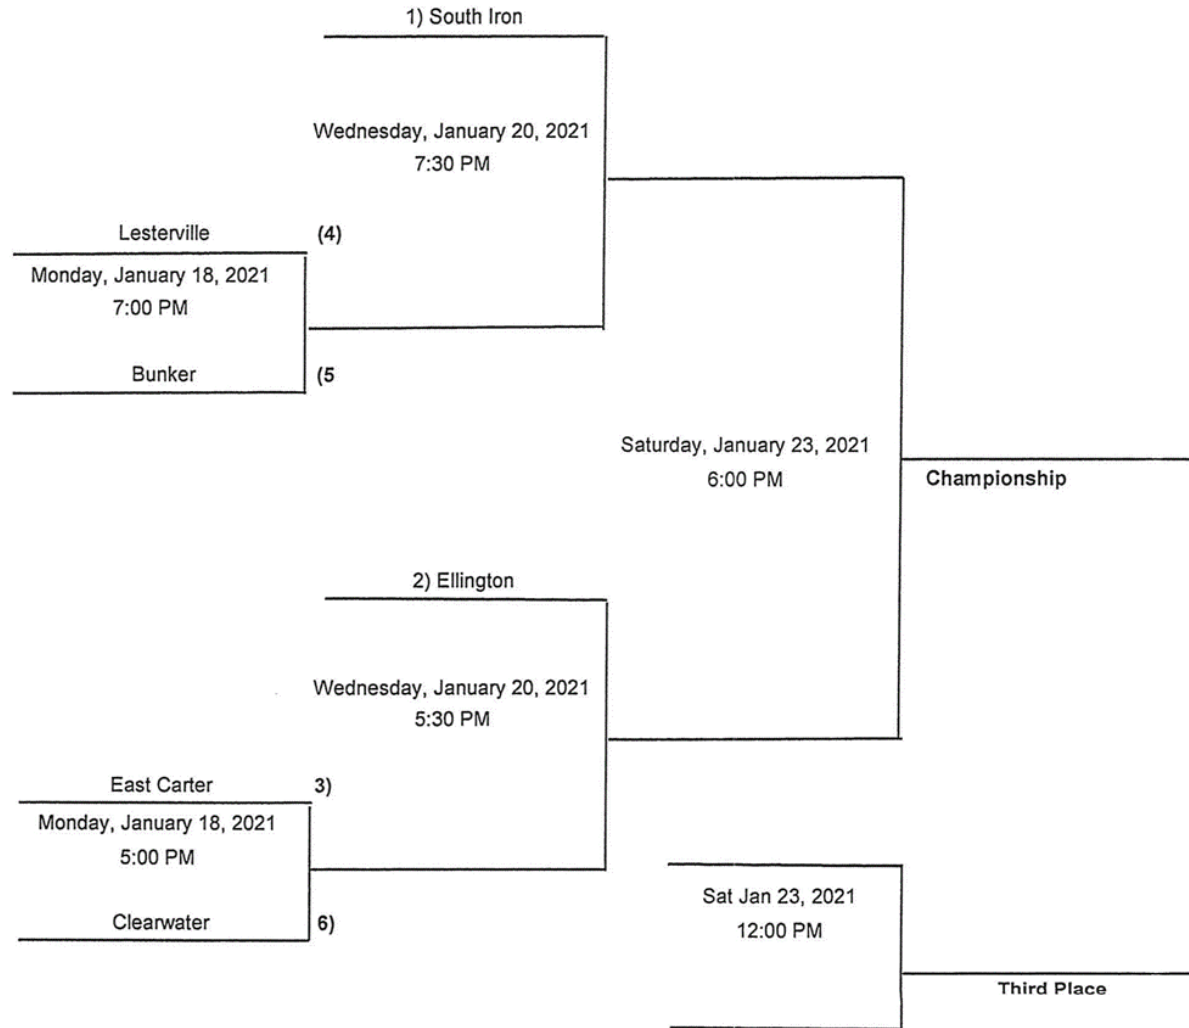 1) South Iron
Wednesday, January 20, 2021
7:30 PM
Lesterville (4)
Monday, January 18, 2021
7:00 PM
Bunker (5
Saturday, January 23, 2021
6:00 PM
Championship
2) Ellington
Wednesday, January 20, 2021
5:30 PM
East Carter 3)
Monday, January 18, 2021
5:00 PM
Clearwater 6)
Sat Jan 23, 2021
12:00 PM
Third Place